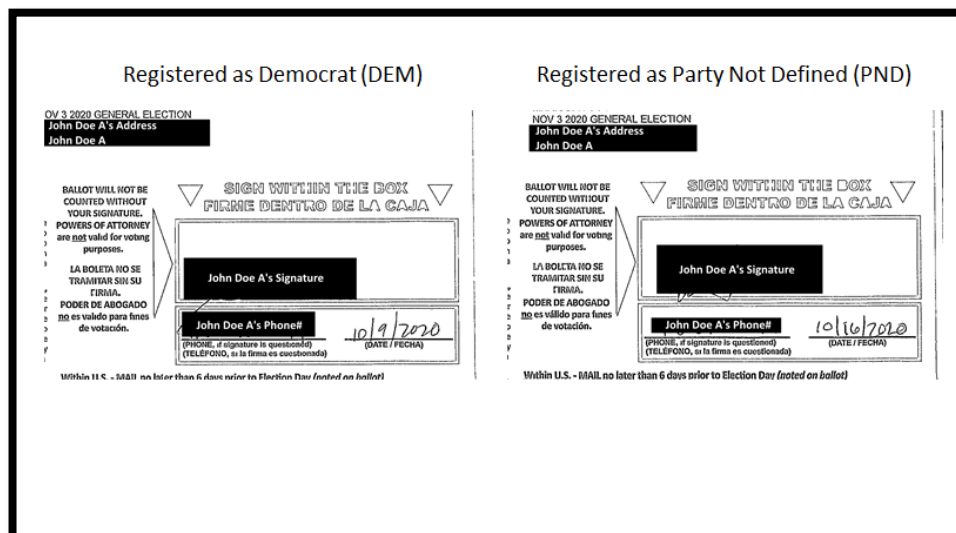 Registered as Democrat (DEM)
OV 3 2020 GENERAL ELECTION
John Doe A's Address
John Doe A
BALLOT WILL NOT BE
COUNTED WITHOUT
YOUR SIGNATURE.
POWERS OF ATTORNEY
are not valid for voting
purposes.
LA BOLETA NO SE
TRAMITAR SIN SU
FIRMA.
PODER DE ABOGADO
no es valido para fines
de votación.
SIGN WITHIN THE BOX
FIRME DENTRO DE LA CAJA
John Doe A's Signature
John Doe A's Phone#
10/9/2020
(PHONE, if signature is questioned)
(DATE / FECHA)
(TELÉFONO, si la firma es cuestionada)
Within U.S. - MAIL no later than 6 days prior to Election Day (noted on ballot)
Registered as Party Not Defined (PND)
NOV 3 2020 GENERAL ELECTION
John Doe A's Address
John Doe A
BALLOT WILL NOT BE
COUNTED WITHOUT
YOUR SIGNATURE.
POWERS OF ATTORNEY
are not valid for voting
purposes.
LA BOLETA NO SE
TRAMITAR SIN SU
FIRMA.
PODER DE ABOGADO
no es válido para fines
de votación.
SIGN WITHIN THE BOX
FIRME DENTRO DE LA CAJA
John Doe A's Signature
John Doe A's Phone#
10/16/2020
(PHONE, if signature is questioned)
(DATE / FECHA)
(TELÉFONO, si la firma es cuestionada)
Within U.S. - MAIL no later than 6 days prior to Election Day (noted on ballot)